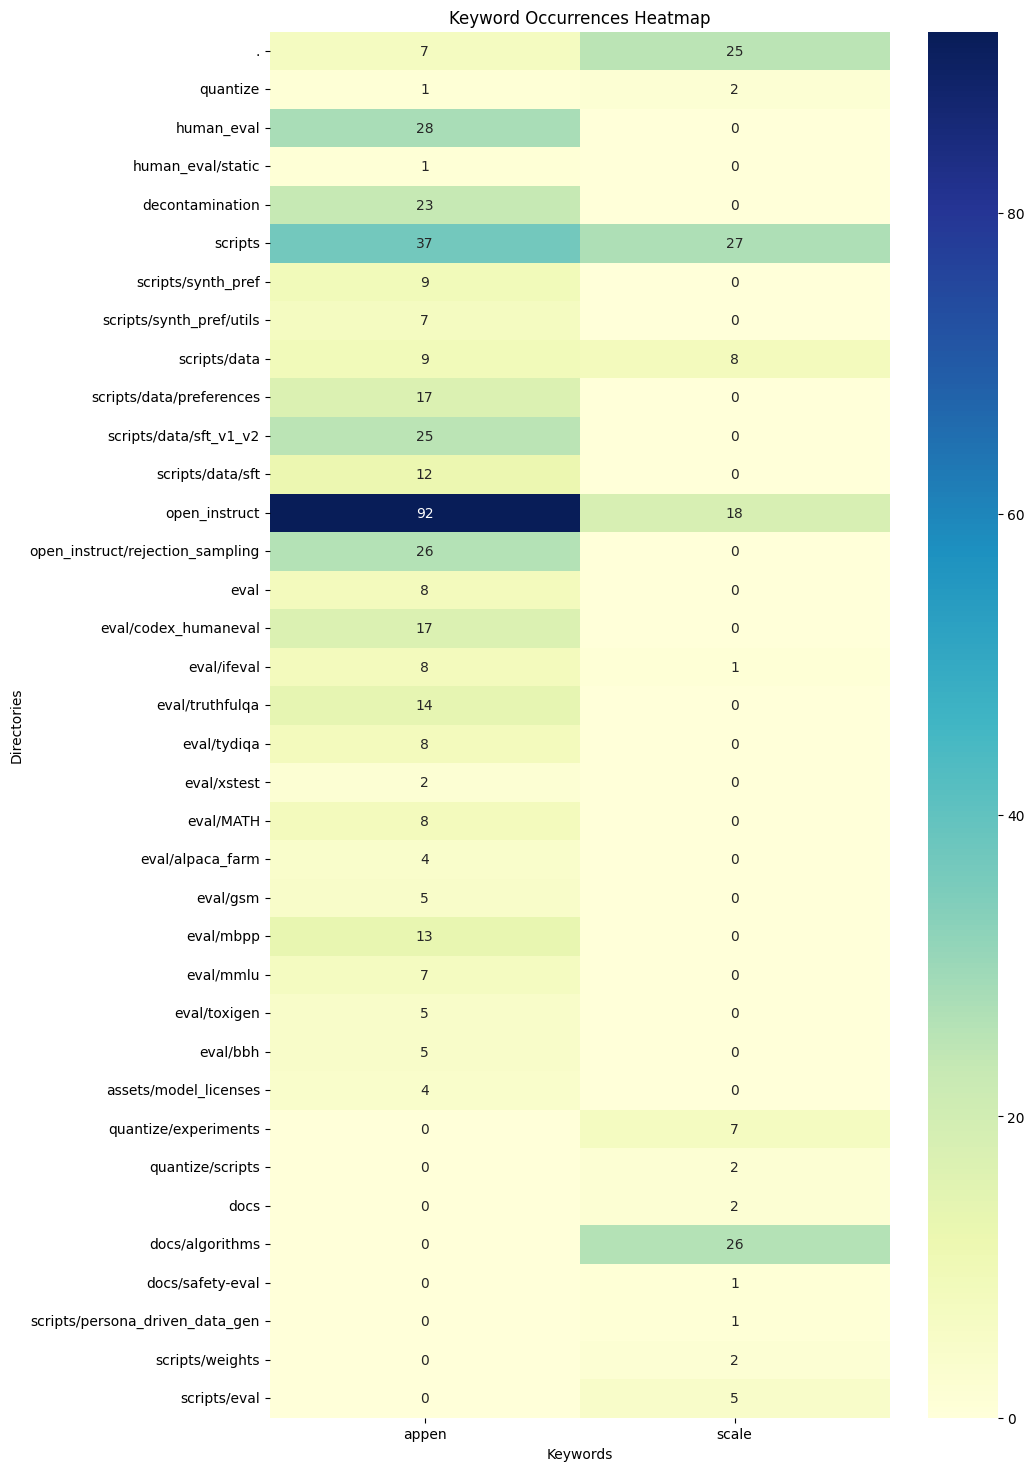 Keyword Occurrences Heatmap
. 7 25
quantize 1 2
human_eval 28 0
human_eval/static 1 0
decontamination 23 0
scripts 37 27
scripts/synth_pref 9 0
scripts/synth_pref/utils 7 0
scripts/data 9 8
scripts/data/preferences 17 0
scripts/data/sft_v1_v2 25 0
scripts/data/sft 12 0
open_instruct 92 18
open_instruct/rejection_sampling 26 0
eval 8 0
eval/codex_humaneval 17 0
eval/ifeval 8 1
eval/truthfulqa 14 0
eval/tydiqa 8 0
eval/xstest 2 0
eval/MATH 8 0
eval/alpaca_farm 4 0
eval/gsm 5 0
eval/mbpp 13 0
eval/mmlu 7 0
eval/toxigen 5 0
eval/bbh 5 0
assets/model_licenses 4 0
quantize/experiments 0 7
quantize/scripts 0 2
docs 0 2
docs/algorithms 0 26
docs/safety-eval 0 1
scripts/persona_driven_data_gen 0 1
scripts/weights 0 2
scripts/eval 0 5
appen scale
Keywords
Directories
80
60
40
20
0